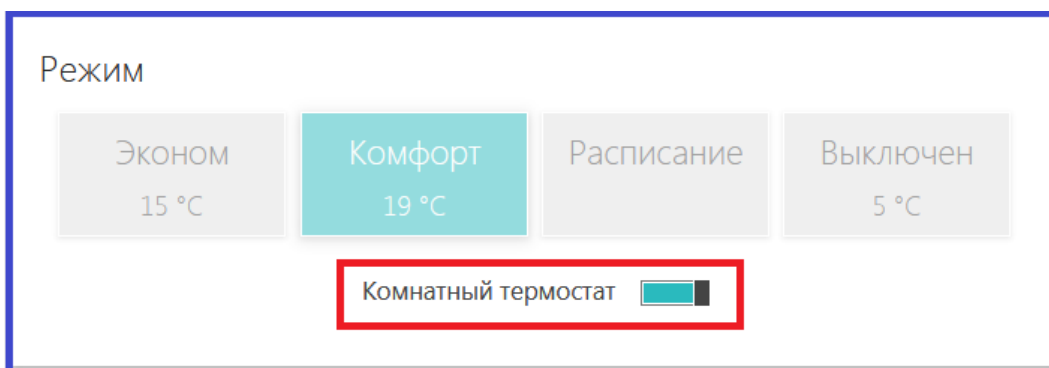 Режим
Эконом Комфорт Расписание Выключен
15 °C 19 °C 5 °C
Комнатный термостат